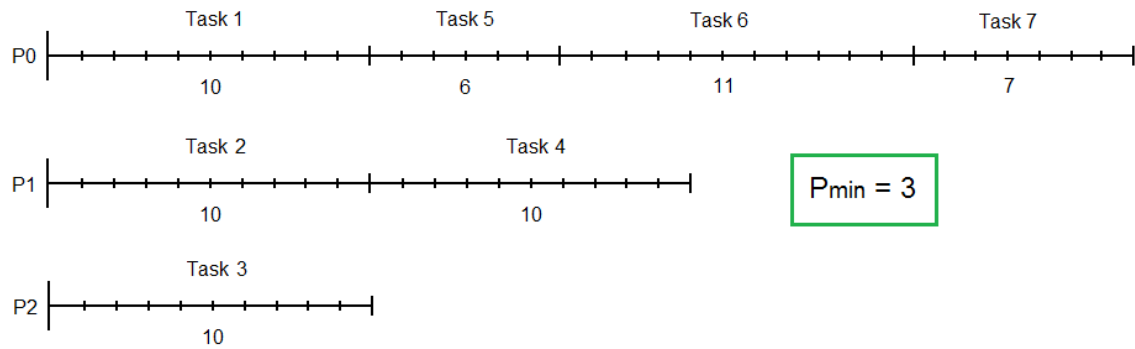 Task 1 Task 5 Task 6 Task 7
P0
10 6 11 7
Task 2 Task 4
P1
10 10
Pmin = 3
Task 3
P2
10